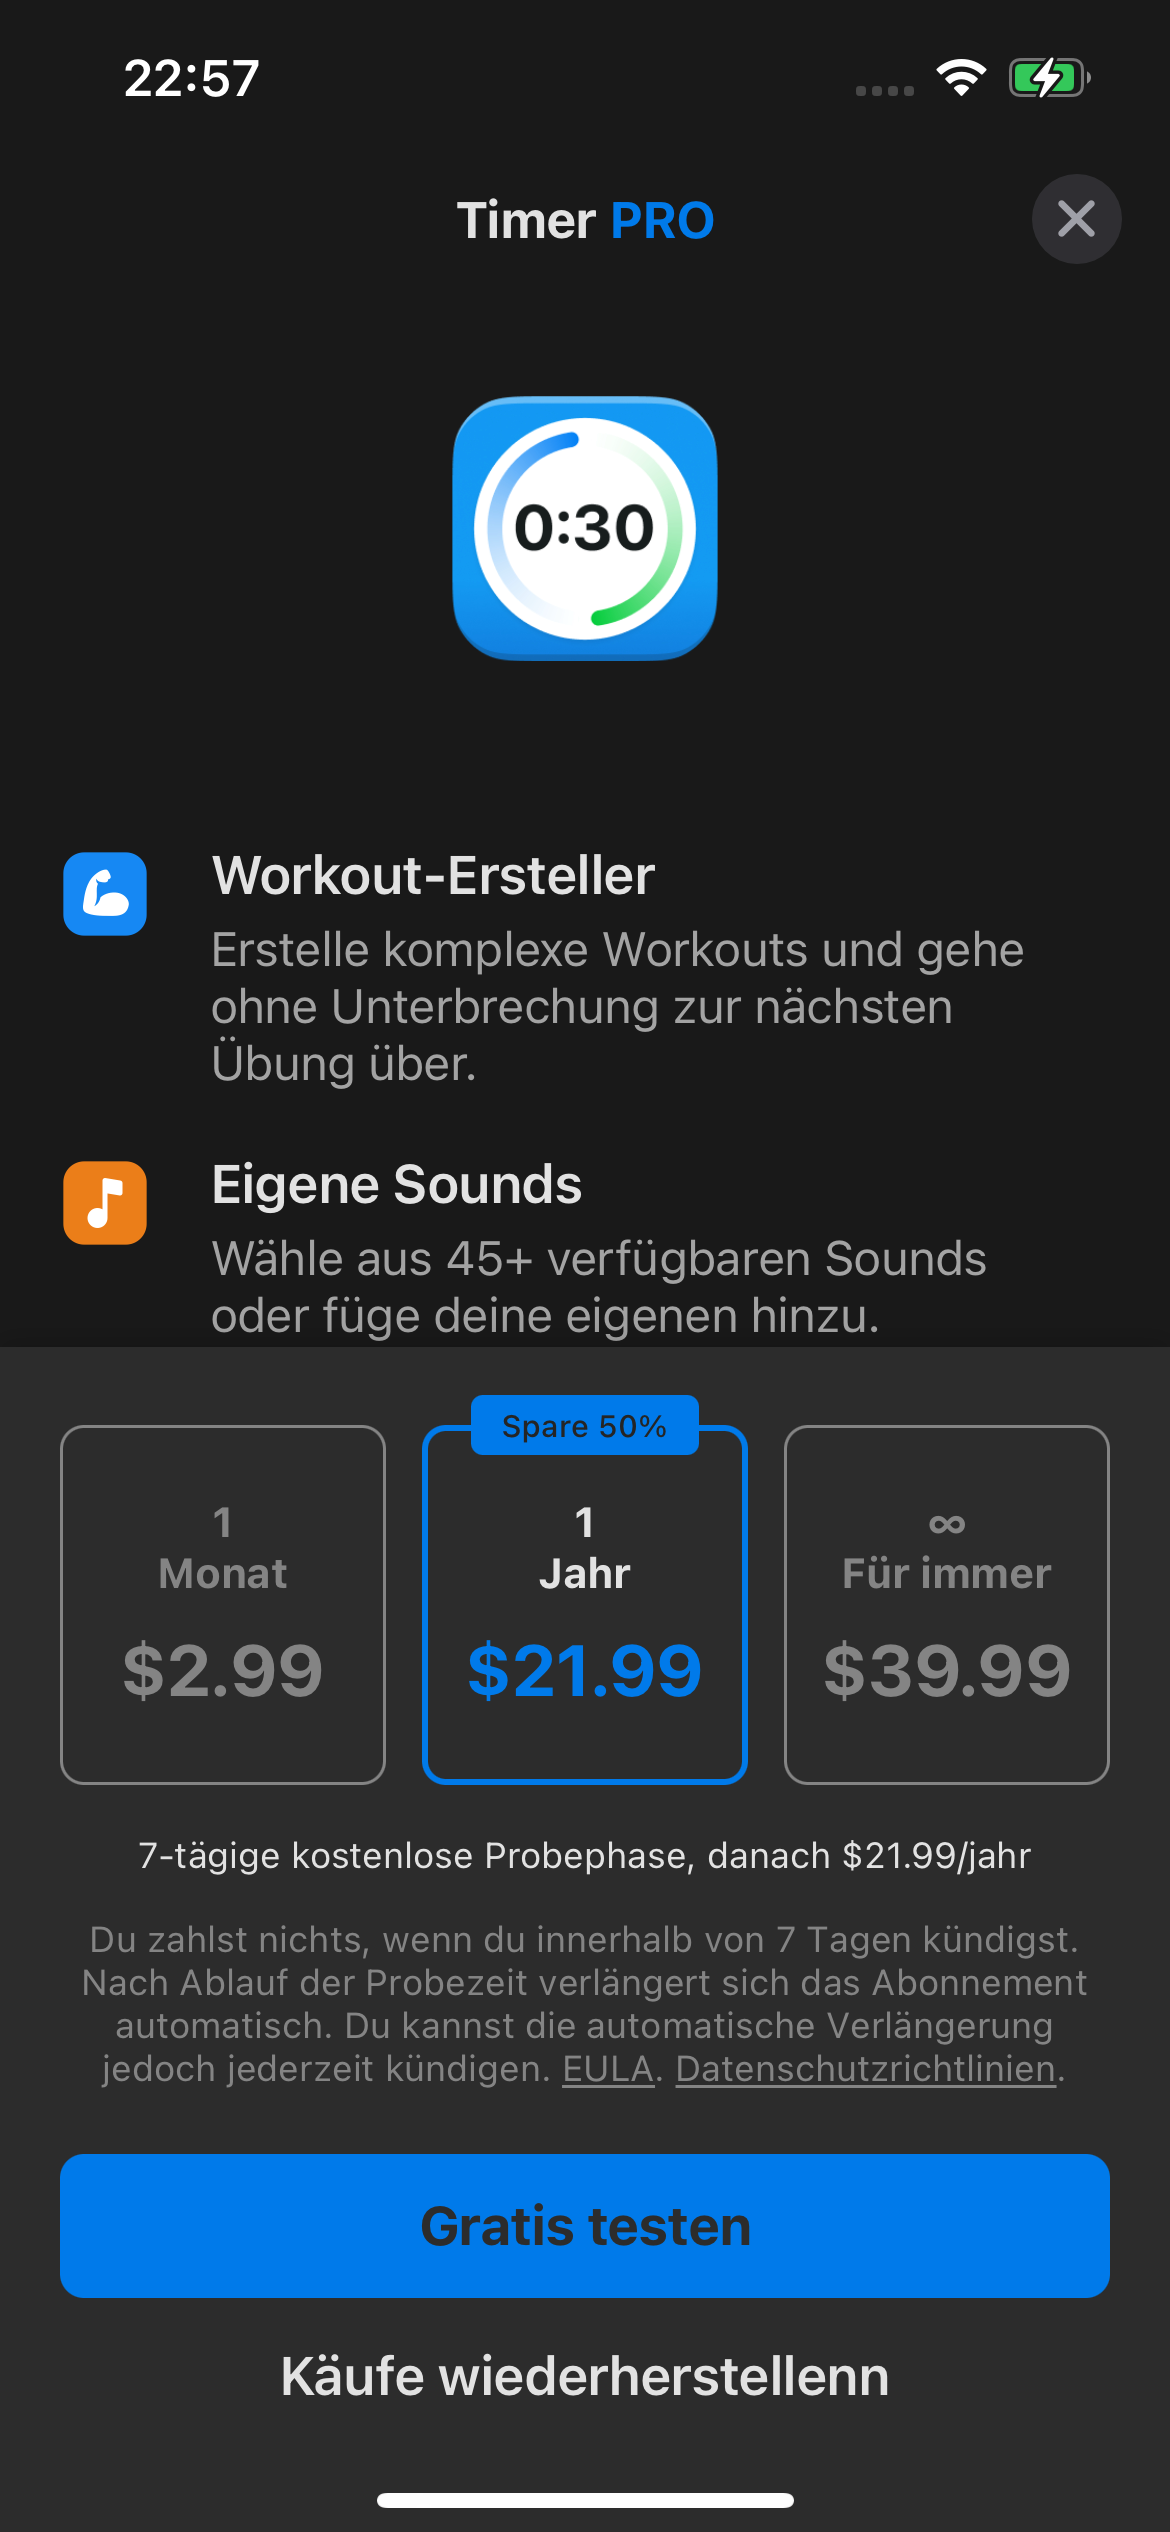 22:57
Timer PRO
0:30
Workout-Ersteller
Erstelle komplexe Workouts und gehe
ohne Unterbrechung zur nächsten
Übung über.
Eigene Sounds
Wähle aus 45+ verfügbaren Sounds
oder füge deine eigenen hinzu.
1
Monat
$2.99
Spare 50%
1
Jahr
$21.99
∞
Für immer
$39.99
7-tägige kostenlose Probephase, danach $21.99/jahr
Du zahlst nichts, wenn du innerhalb von 7 Tagen kündigst.
Nach Ablauf der Probezeit verlängert sich das Abonnement
automatisch. Du kannst die automatische Verlängerung
jedoch jederzeit kündigen. EULA. Datenschutzrichtlinien.
Gratis testen
Käufe wiederherstellenn